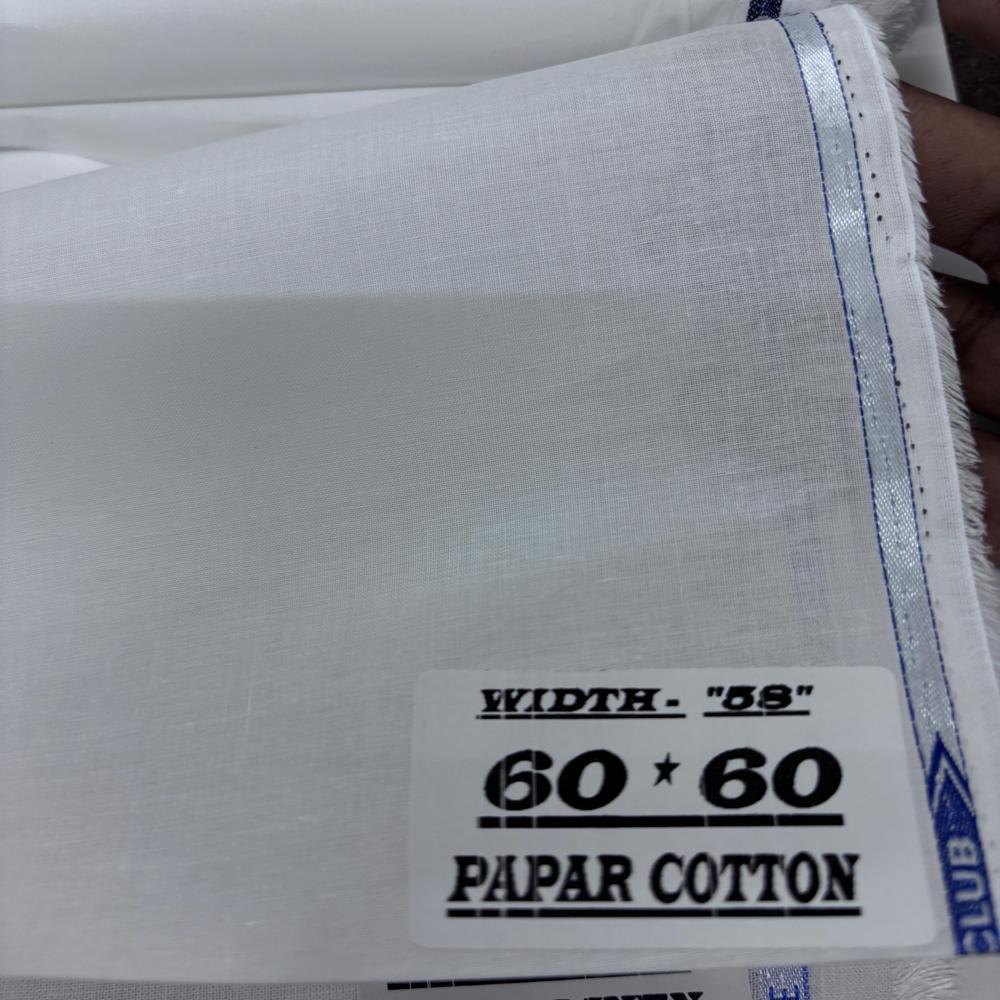 WIDTH- "58"
60 * 60
PAPAR COTTON
CLUB